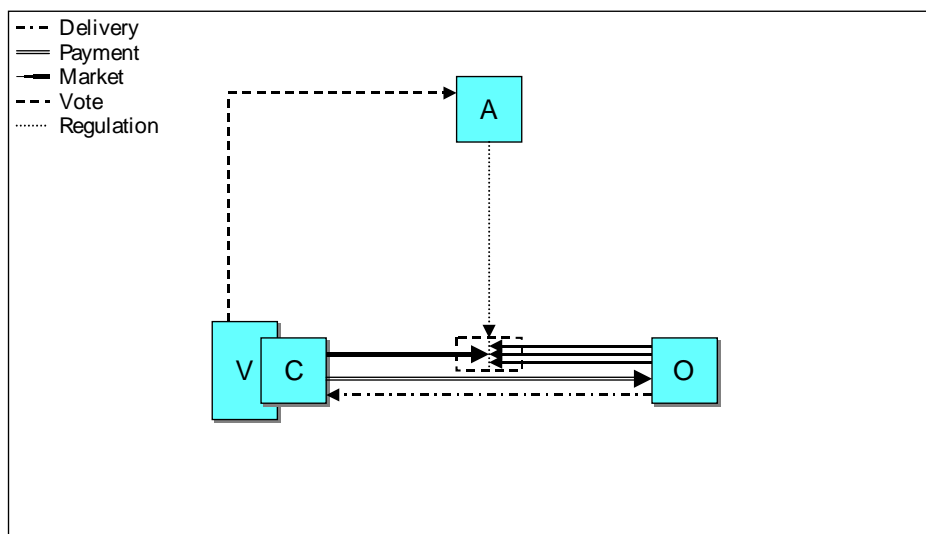 Delivery
Payment
Market
Vote
Regulation
A
V
C
O